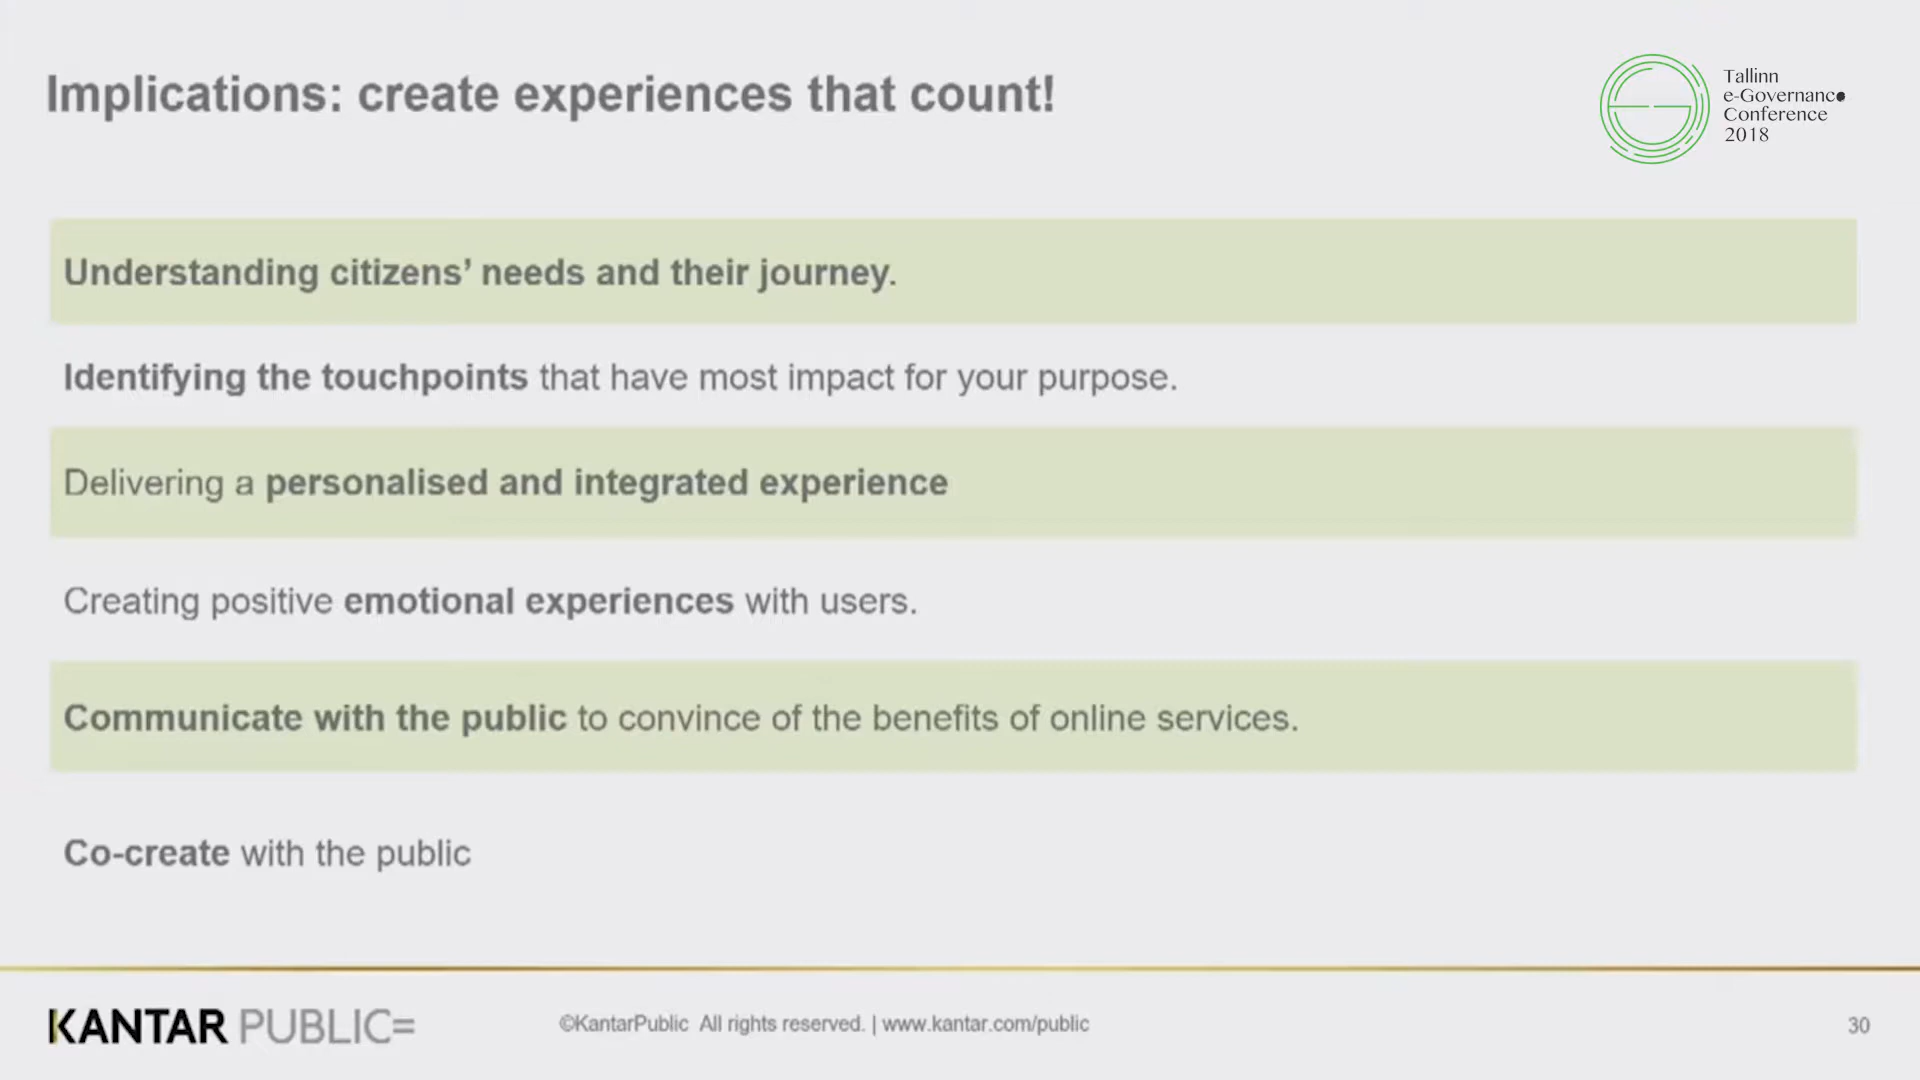 Implications: create experiences that count!
Tallinn
e-Governance
Conference
2018
Understanding citizens’ needs and their journey.
Identifying the touchpoints that have most impact for your purpose.
Delivering a personalised and integrated experience
Creating positive emotional experiences with users.
Communicate with the public to convince of the benefits of online services.
Co-create with the public
KANTAR PUBLIC=
©KantarPublic All rights reserved. | www.kantar.com/public
30